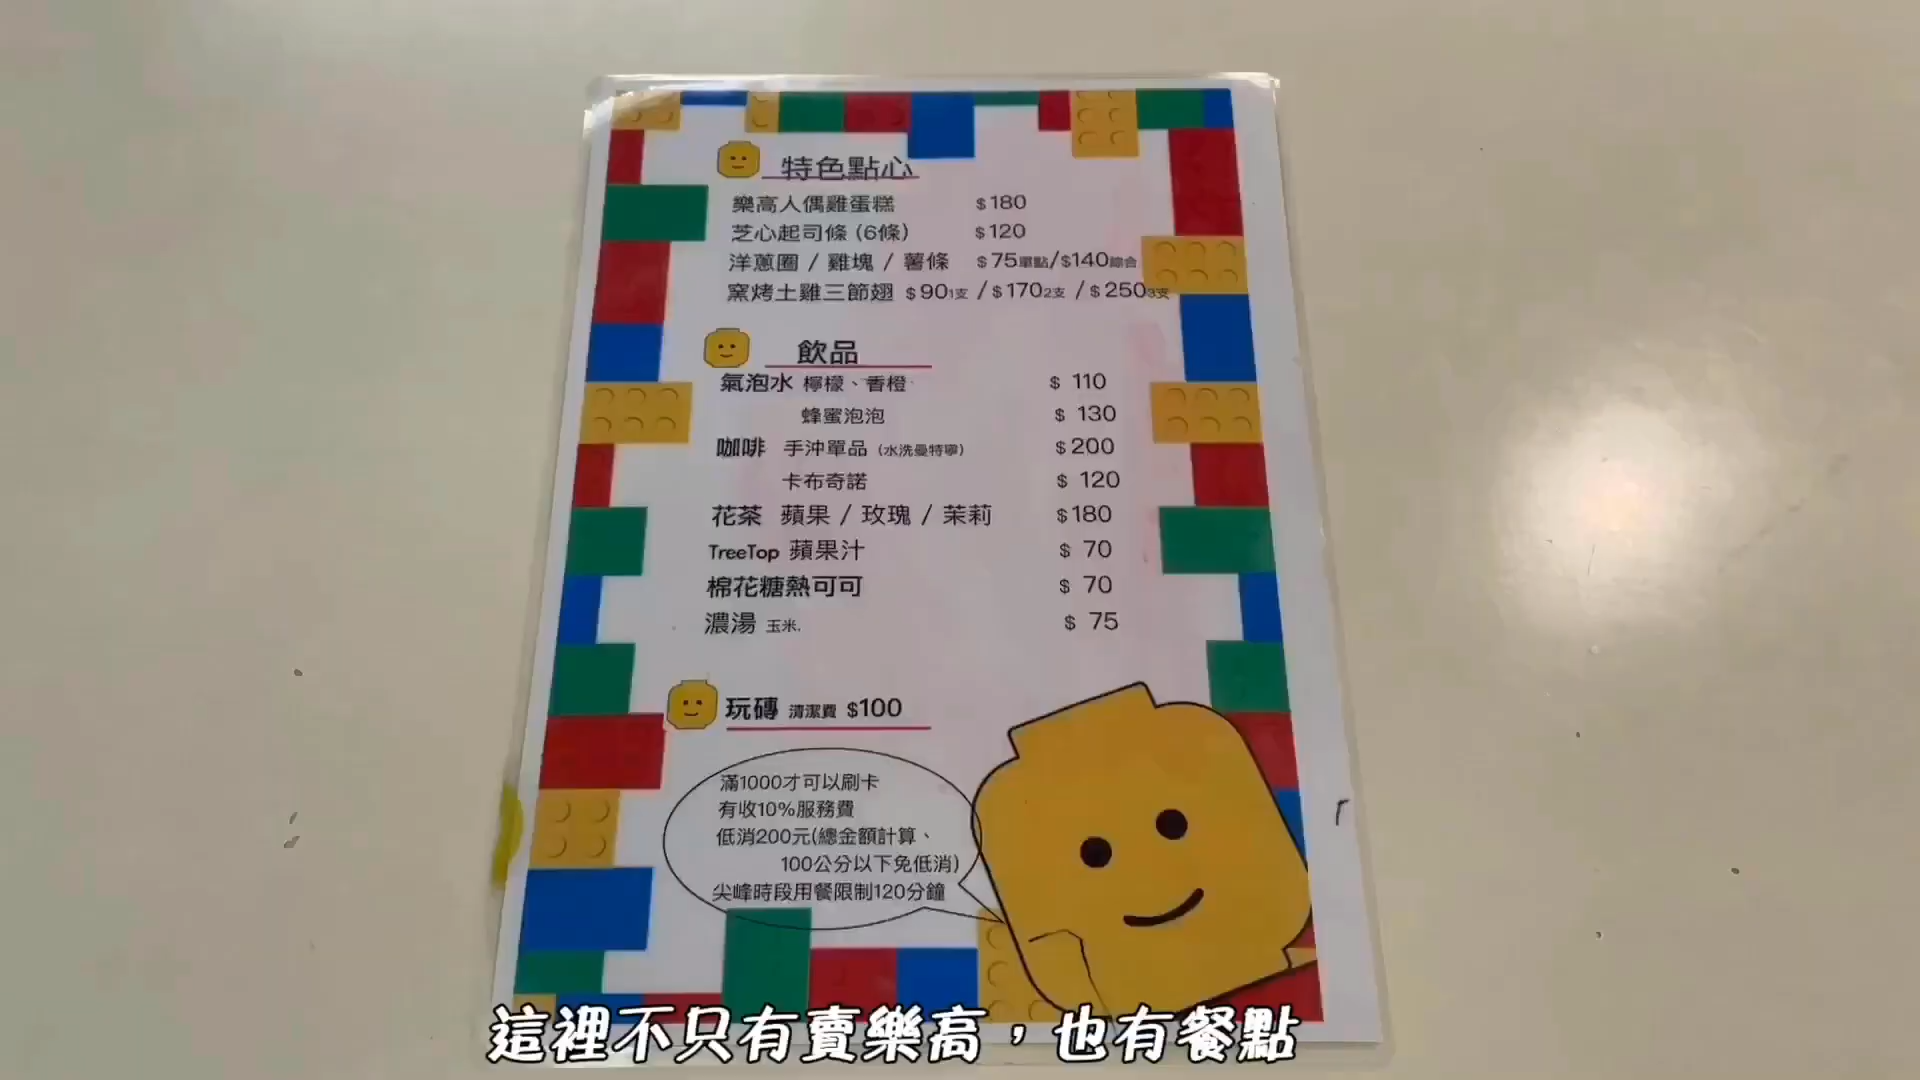 特色點心
樂高人偶雞蛋糕 $180
芝心起司條 (6條) $120
洋蔥圈 / 雞塊 / 薯條 $75單點/$140綜合
窯烤土雞三節翅 $901支 / $1702支 / $2503支
飲品
氣泡水 檸檬、香橙 $ 110
蜂蜜泡泡 $ 130
咖啡 手沖單品 (水洗曼特寧) $200
卡布奇諾 $ 120
花茶 蘋果 / 玫瑰 / 茉莉 $180
TreeTop 蘋果汁 $ 70
棉花糖熱可可 $ 70
濃湯 玉米. $ 75
玩磚 清潔費 $100
滿1000才可以刷卡
有收10%服務費
低消200元(總金額計算、
100公分以下免低消)
尖峰時段用餐限制120分鐘
這裡不只有賣樂高，也有餐點